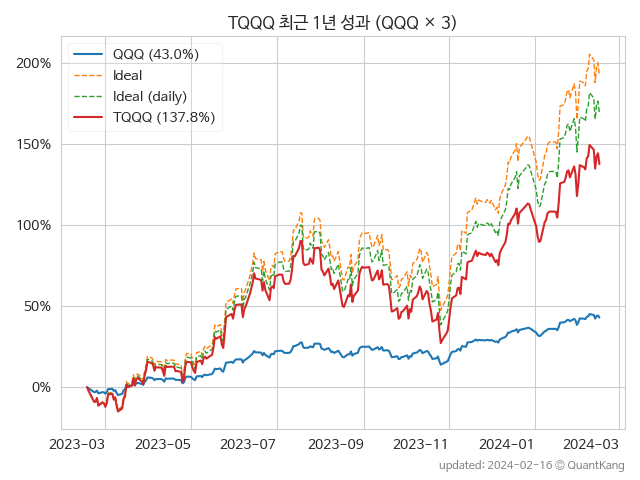 TQQQ 최근 1년 성과 (QQQ × 3)
QQQ (43.0%)
Ideal
Ideal (daily)
TQQQ (137.8%)
200%
150%
100%
50%
0%
2023-03 2023-05 2023-07 2023-09 2023-11 2024-01 2024-03
updated: 2024-02-16 © QuantKang